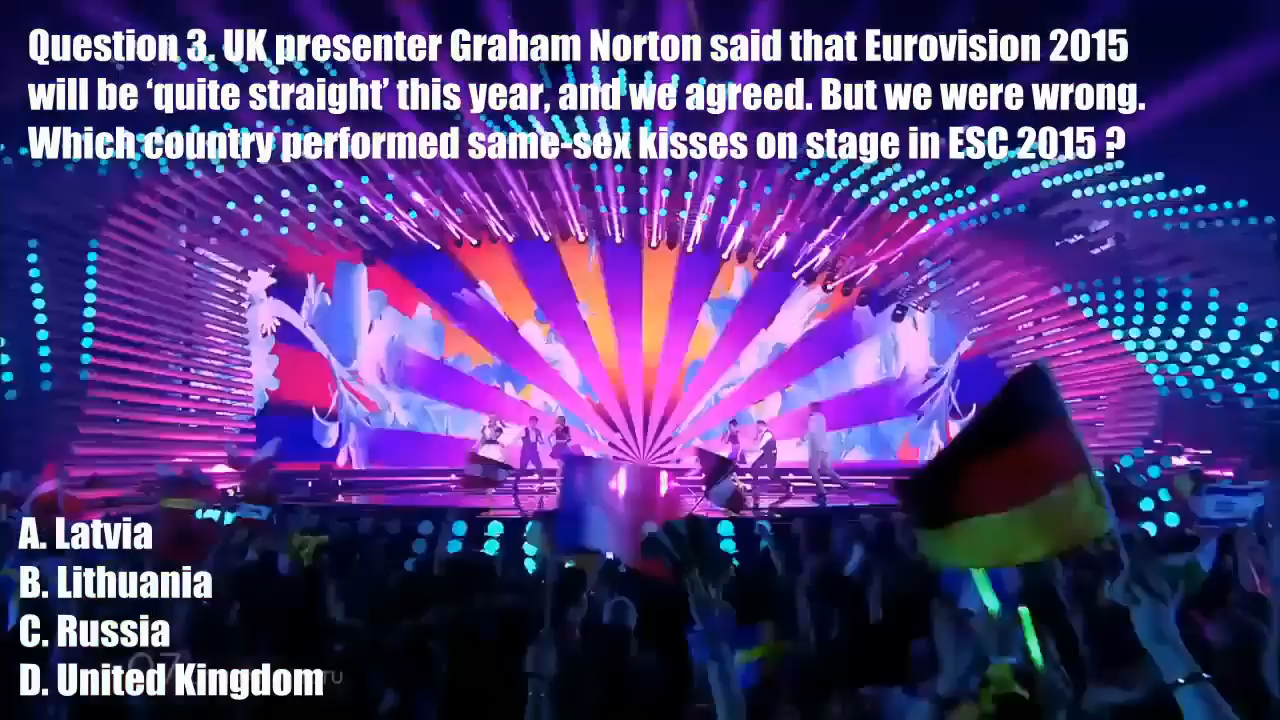 Question 3. UK presenter Graham Norton said that Eurovision 2015
will be ‘quite straight’ this year, and we agreed. But we were wrong.
Which country performed same-sex kisses on stage in ESC 2015 ?
A. Latvia
B. Lithuania
C. Russia
D. United Kingdom
07